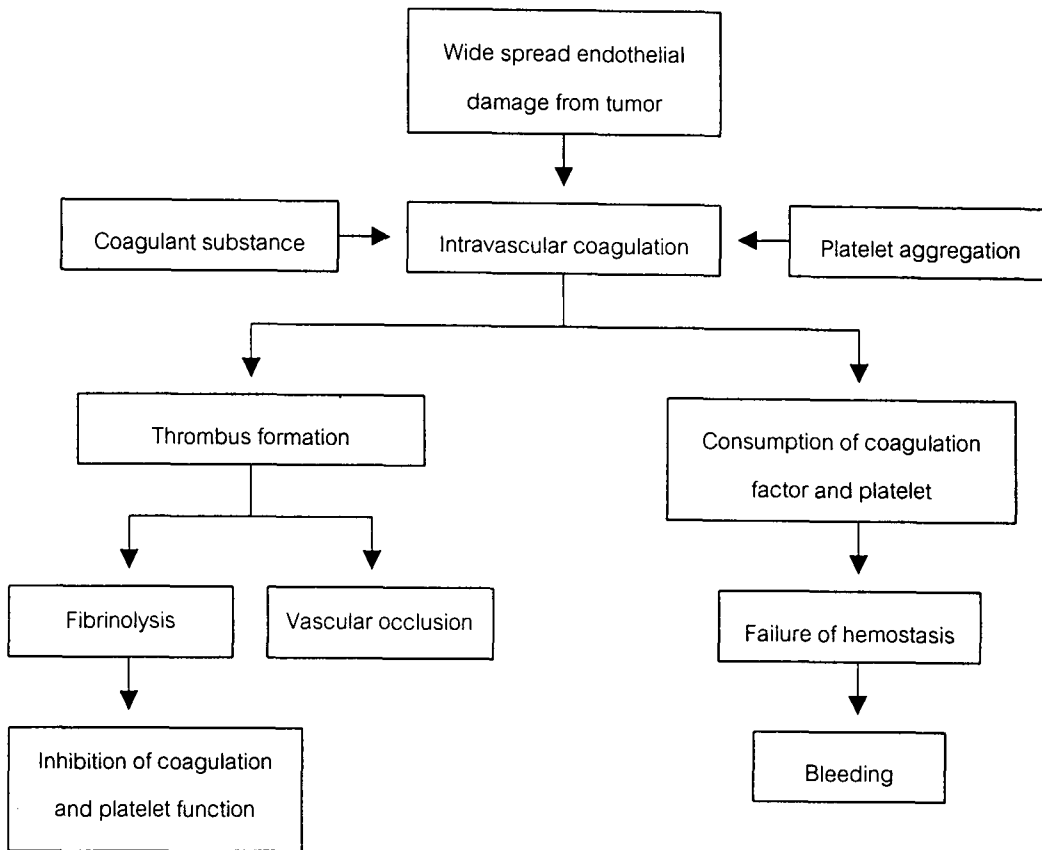 Wide spread endothelial
damage from tumor
Coagulant substance
Intravascular coagulation
Platelet aggregation
Thrombus formation
Consumption of coagulation
factor and platelet
Fibrinolysis
Vascular occlusion
Failure of hemostasis
Inhibition of coagulation
and platelet function
Bleeding